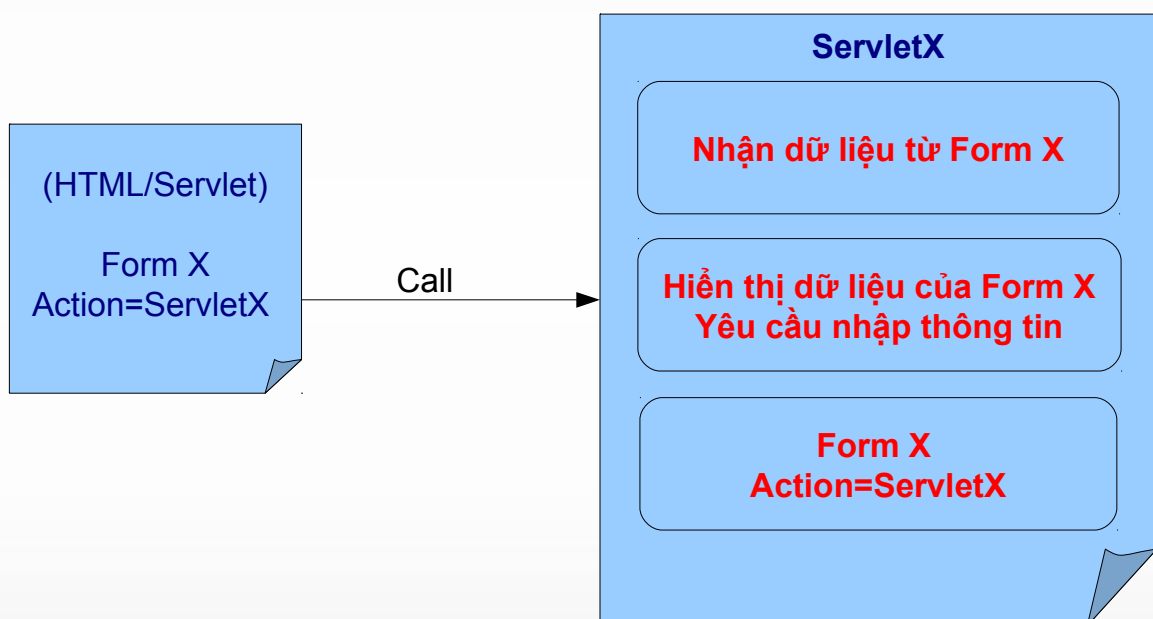 ServletX
(HTML/Servlet)
Form X
Action=ServletX
Call
Nhận dữ liệu từ Form X
Hiển thị dữ liệu của Form X
Yêu cầu nhập thông tin
Form X
Action=ServletX